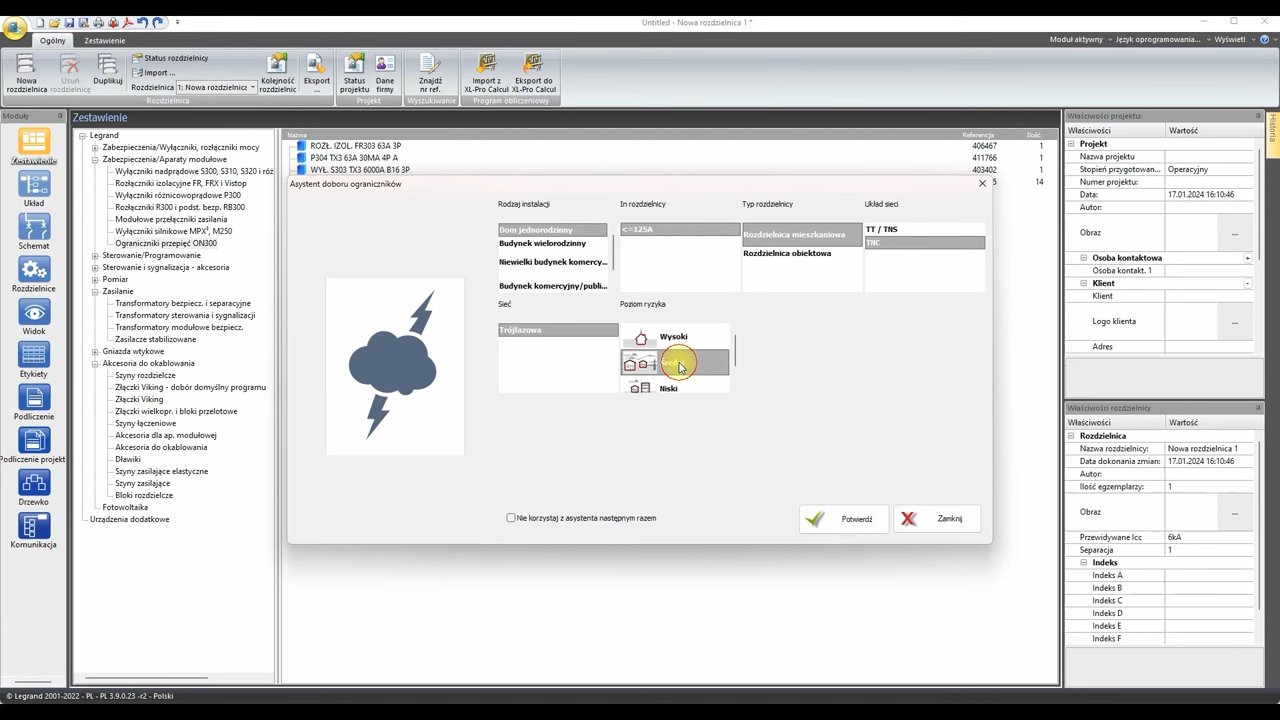 Untitled - Nowa rozdzielnica 1 *
Ogólny
Zestawienie
Moduł aktywny
Język oprogramowania...
Wyświetl
Nowa rozdzielnica
Usuń rozdzielnicę
Duplikuj
Status rozdzielnicy
Import ...
Rozdzielnica
1: Nowa rozdzielnica
Kolejność rozdzielnic
Eksport ...
Status projektu
Dane firmy
Znajdź nr ref.
Import z XL-Pro Calcul
Eksport do XL-Pro Calcul
Rozdzielnica
Projekt
Wyszukiwanie
Program obliczeniowy
Moduły
Zestawienie
Układ
Schemat
Rozdzielnice
Widok
Etykiety
Podliczenie
Podliczenie projekt
Drzewko
Komunikacja
Zestawienie
Legrand
Zabezpieczenia/Wyłączniki, rozłączniki mocy
Zabezpieczenia/Aparaty modułowe
Wyłączniki nadprądowe S300, S310, S320 i róż
Rozłączniki izolacyjne FR, FRX i Vistop
Wyłączniki różnicowoprądowe P300
Rozłączniki R300 i podst. bezp. RB300
Modułowe przełączniki zasilania
Wyłączniki silnikowe MPX³, M250
Ograniczniki przepięć ON300
Sterowanie/Programowanie
Sterowanie i sygnalizacja - akcesoria
Pomiar
Zasilanie
Transformatory bezpiecz. i separacyjne
Transformatory sterowania i sygnalizacji
Transformatory modułowe bezpiecz.
Zasilacze stabilizowane
Gniazda wtykowe
Akcesoria do okablowania
Szyny rozdzielcze
Złączki Viking - dobór domyślny programu
Złączki Viking
Złączki wielkopr. i bloki przelotowe
Szyny łączeniowe
Akcesoria dla ap. modułowej
Akcesoria do okablowania
Dławiki
Szyny zasilające elastyczne
Szyny zasilające
Bloki rozdzielcze
Fotowoltaika
Urządzenia dodatkowe
Nazwa
Referencja
Ilość
ROZŁ. IZOL. FR303 63A 3P
406467
1
P304 TX3 63A 30MA 4P A
411766
1
WYŁ. S303 TX3 6000A B16 3P
403402
1
14
Asystent doboru ograniczników
Rodzaj instalacji
In rozdzielnicy
Typ rozdzielnicy
Układ sieci
Dom jednorodzinny
Budynek wielorodzinny
Niewielki budynek komercy...
Budynek komercyjny/publi...
<=125A
Rozdzielnica mieszkaniowa
Rozdzielnica obiektowa
TT / TNS
TNC
Sieć
Poziom ryzyka
Trójfazowa
Wysoki
Niski
Nie korzystaj z asystenta następnym razem
Potwierdź
Zamknij
Właściwości projektu:
Właściwości
Wartość
Projekt
Nazwa projektu
Stopień przygotowan...
Operacyjny
Numer projektu:
Data:
17.01.2024 16:10:46
Autor:
Obraz
...
Osoba kontaktowa
Osoba kontakt. 1
Klient
Klient
Logo klienta
...
Adres
Właściwości rozdzielnicy
Właściwości
Wartość
Rozdzielnica
Nazwa rozdzielnicy:
Nowa rozdzielnica 1
Data dokonania zmian:
17.01.2024 16:10:46
Autor:
Ilość egzemplarzy:
1
Obraz
...
Przewidywane Icc
6kA
Separacja
1
Indeks
Indeks A
Indeks B
Indeks C
Indeks D
Indeks E
Indeks F
Historia
© Legrand 2001-2022 - PL - PL - 3.9.0.23 -r2 - Polski